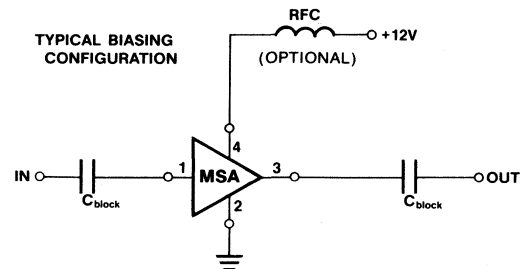 RFC
TYPICAL BIASING
CONFIGURATION
+12V
(OPTIONAL)
4
IN
1
MSA
3
OUT
C block
2
C block